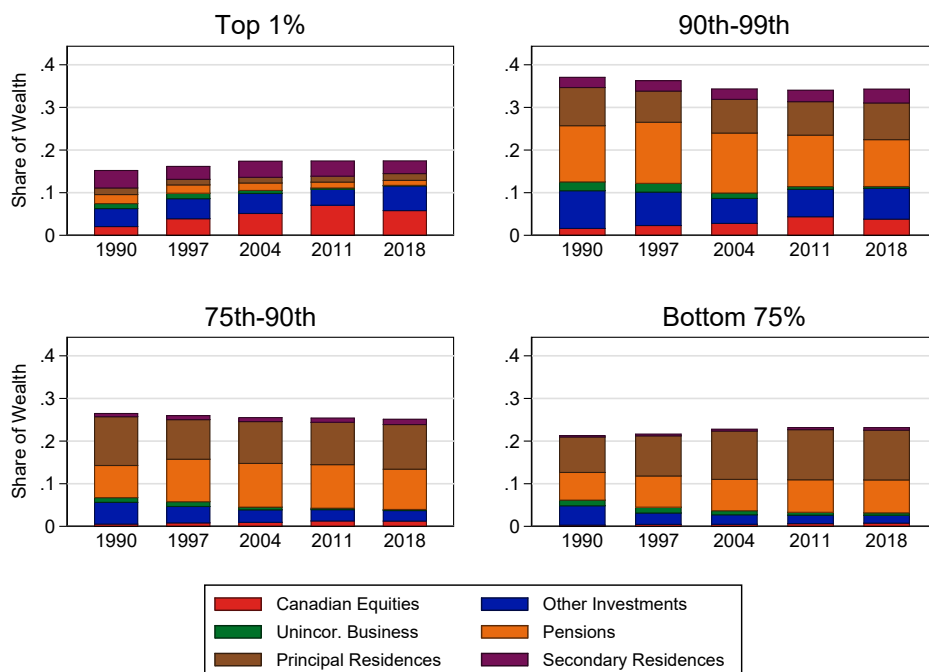 Top 1%
90th-99th
Share of Wealth
.4
.3
.2
.1
0
1990 1997 2004 2011 2018
.4
.3
.2
.1
0
1990 1997 2004 2011 2018
75th-90th
Bottom 75%
Share of Wealth
.4
.3
.2
.1
0
1990 1997 2004 2011 2018
.4
.3
.2
.1
0
1990 1997 2004 2011 2018
Canadian Equities
Other Investments
Unincor. Business
Pensions
Principal Residences
Secondary Residences